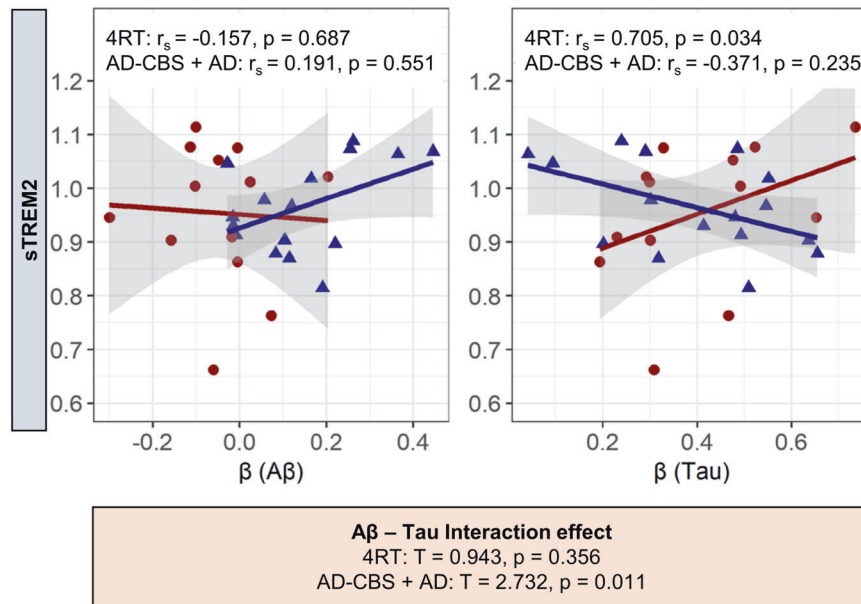 4RT: rs = -0.157, p = 0.687
AD-CBS + AD: rs = 0.191, p = 0.551
4RT: rs = 0.705, p = 0.034
AD-CBS + AD: rs = -0.371, p = 0.235
sTREM2
1.2
1.1
1.0
0.9
0.8
0.7
0.6
-0.2 0.0 0.2 0.4
β (Aβ)
1.2
1.1
1.0
0.9
0.8
0.7
0.6
0.2 0.4 0.6
β (Tau)
Aβ – Tau Interaction effect
4RT: T = 0.943, p = 0.356
AD-CBS + AD: T = 2.732, p = 0.011